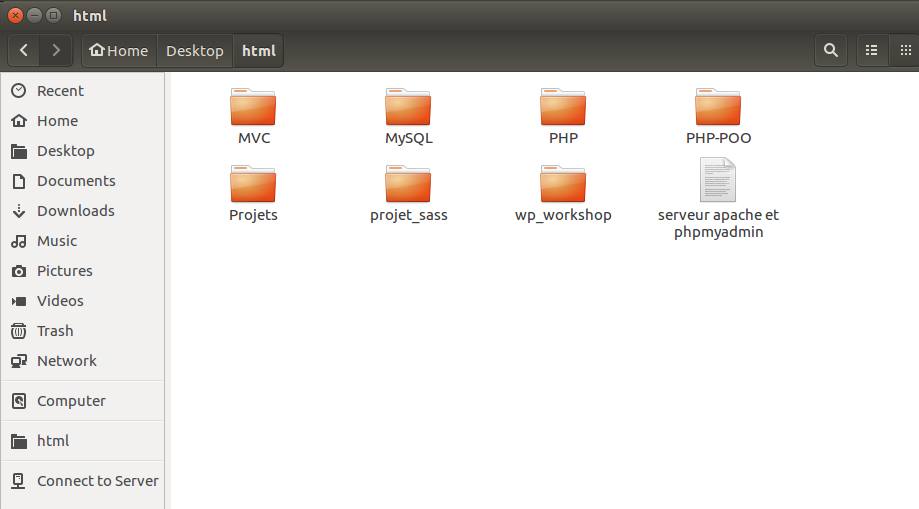 html
Home
Desktop
html
Recent
Home
Desktop
Documents
Downloads
Music
Pictures
Videos
Trash
Network
Computer
html
Connect to Server
MVC
MySQL
PHP
PHP-POO
Projets
projet_sass
wp_workshop
serveur apache et
phpmyadmin